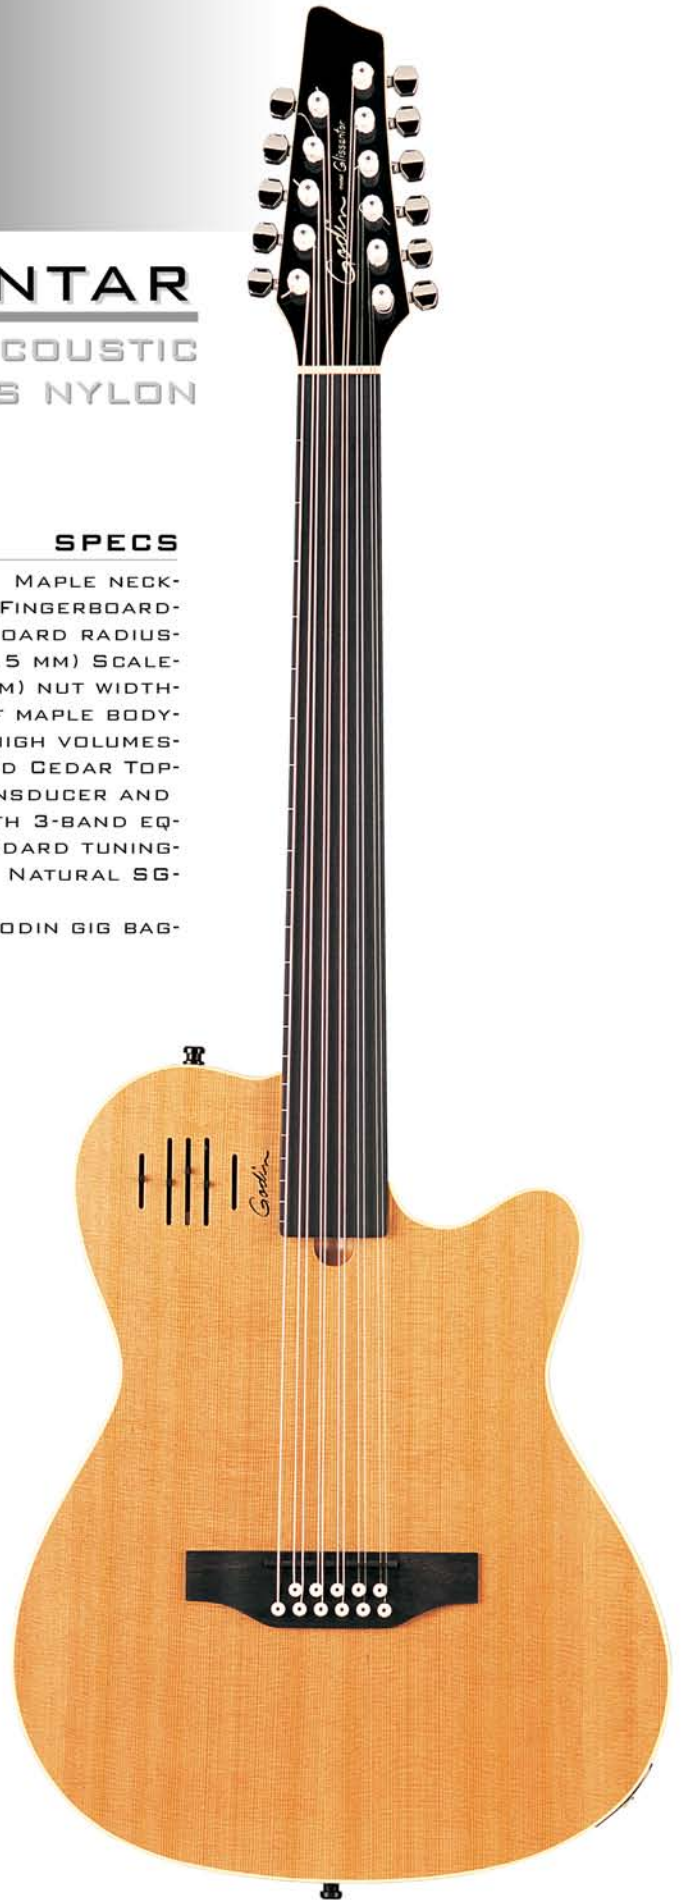 NTAR
COUSTIC
S NYLON
SPECS
MAPLE NECK-
FINGERBOARD-
OARD RADIUS-
5 MM) SCALE-
M) NUT WIDTH-
MAPLE BODY-
HIGH VOLUMES-
D CEDAR TOP-
NSDUCER AND
TH 3-BAND EQ-
DARD TUNING-
NATURAL SG-
ODIN GIG BAG-
Godin Glissentar
Godin